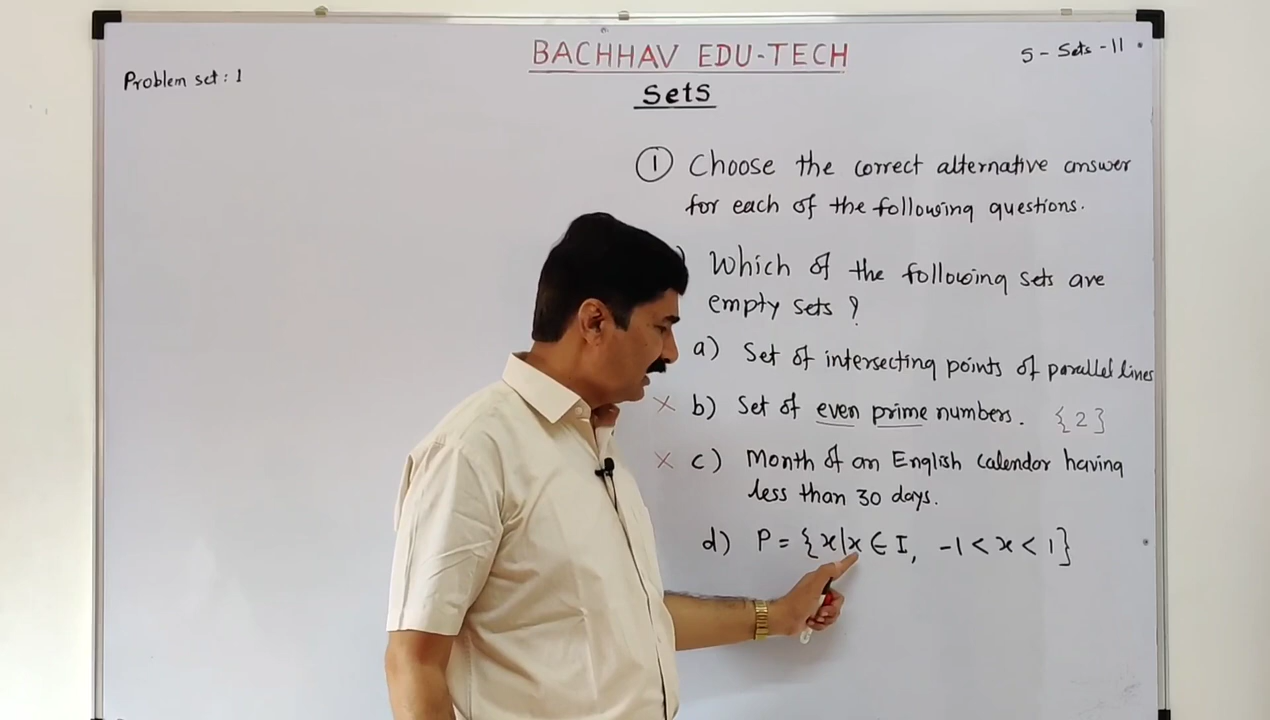 BACHHAV EDU-TECH
5 - Sets - 11
Problem set : 1
Sets
① Choose the correct alternative answer
for each of the following questions.
) Which of the following sets are
empty sets ?
a) Set of intersecting points of parallel lines
× b) Set of even prime numbers. {2}
× c) Month of an English Calendar having
less than 30 days.
d) P = {x|x ∈ I, -1 < x < 1}